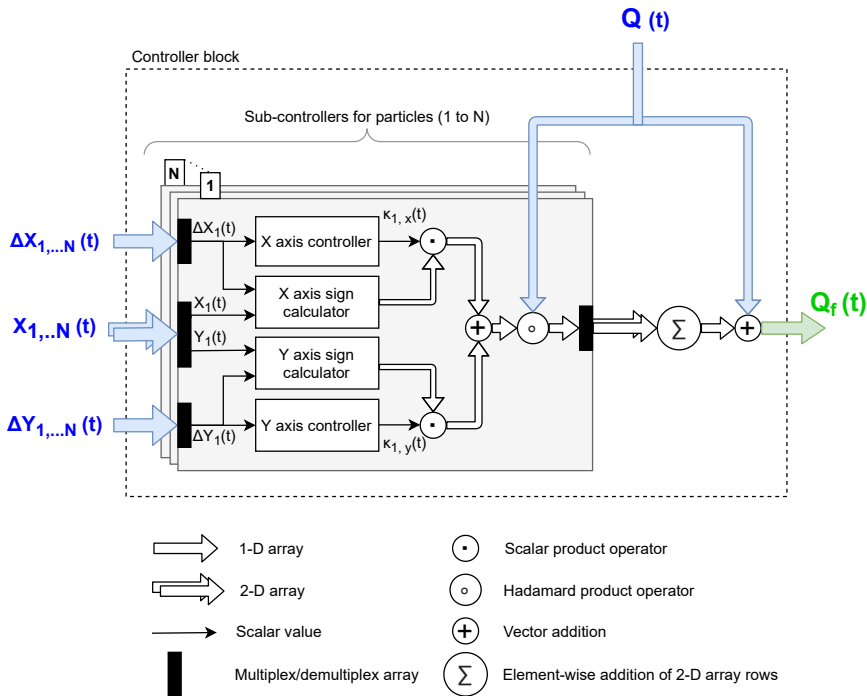 Q (t)
Controller block
Sub-controllers for particles (1 to N)
N
1
ΔX1,...N (t)
ΔX1(t)
X axis controller
κ1, x(t)
X axis sign
calculator
X1,..N (t)
X1(t)
Y1(t)
Qf (t)
Σ
Y axis sign
calculator
ΔY1,...N (t)
ΔY1(t)
Y axis controller
κ1, y(t)
1-D array
Scalar product operator
2-D array
Hadamard product operator
Scalar value
Vector addition
Multiplex/demultiplex array
Σ
Element-wise addition of 2-D array rows